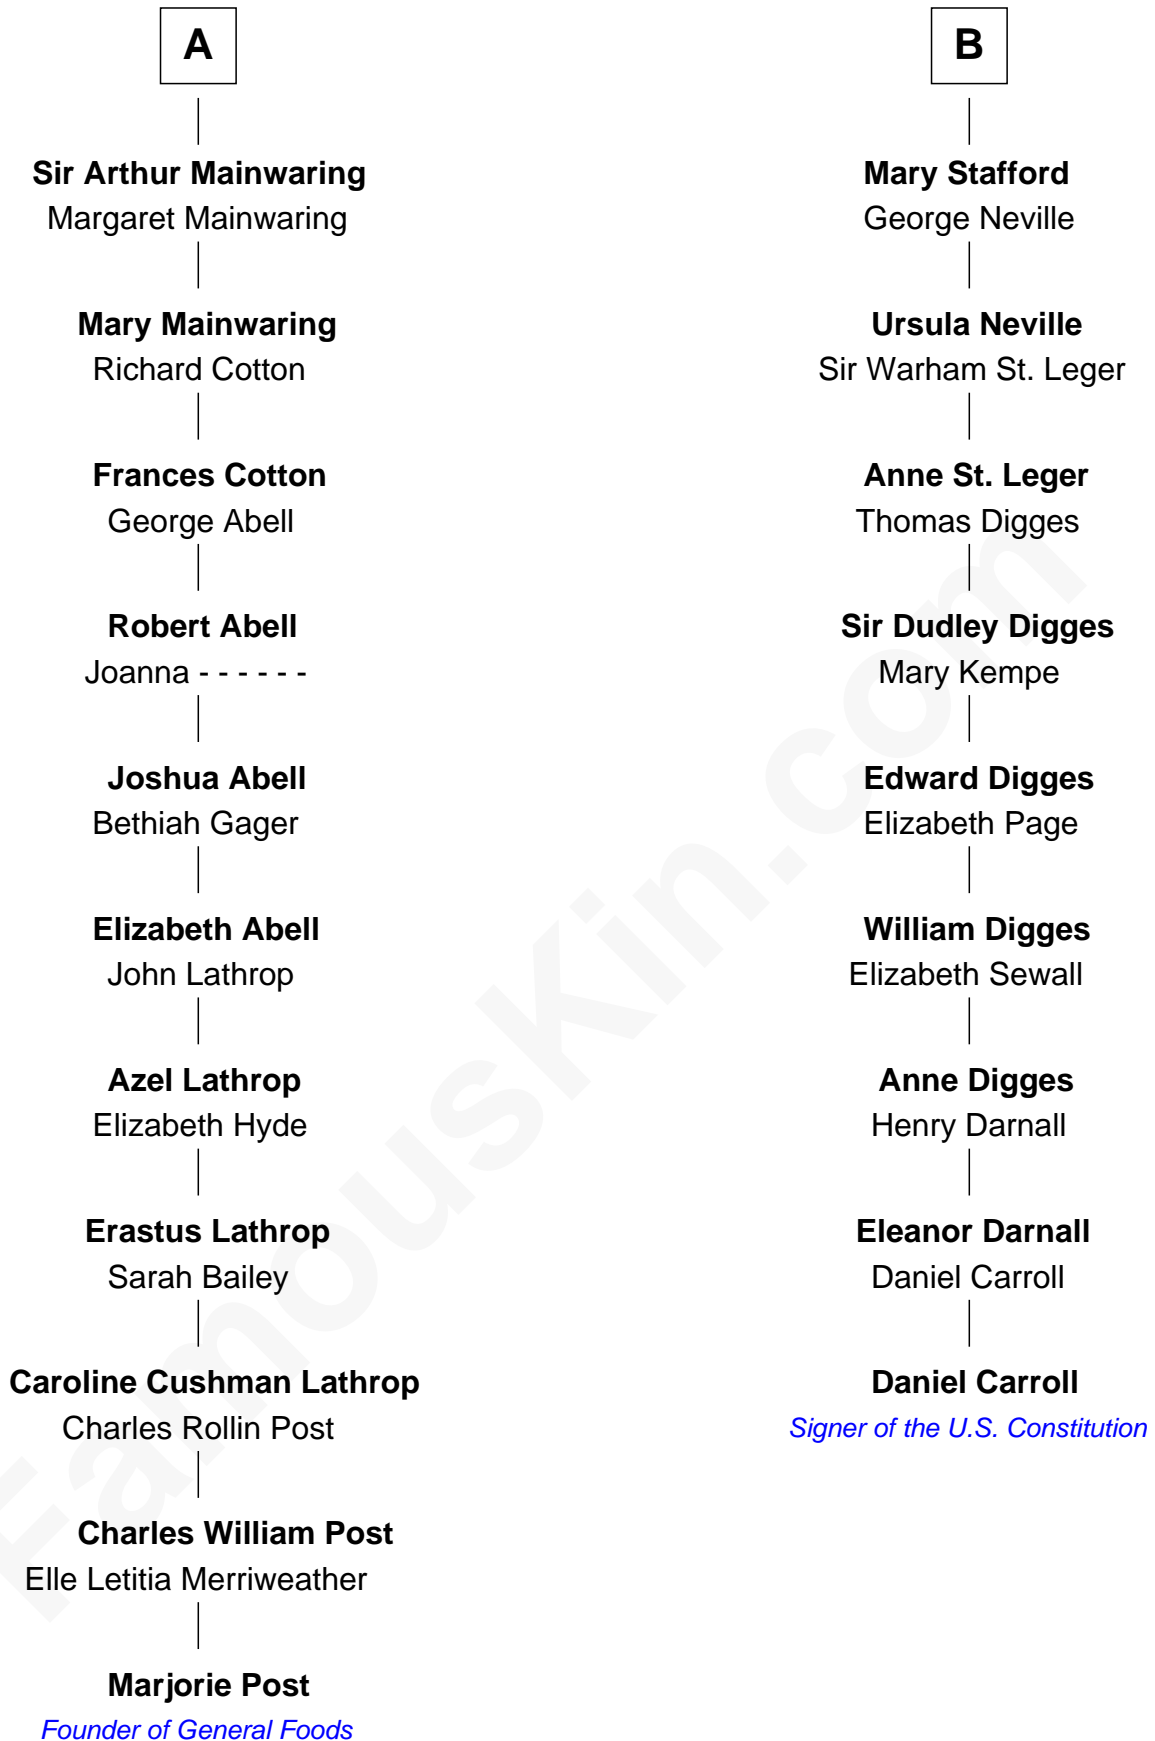 A
Sir Arthur Mainwaring
Margaret Mainwaring
Mary Mainwaring
Richard Cotton
Frances Cotton
George Abell
Robert Abell
Joanna - - - - - -
Joshua Abell
Bethiah Gager
Elizabeth Abell
John Lathrop
Azel Lathrop
Elizabeth Hyde
Erastus Lathrop
Sarah Bailey
Caroline Cushman Lathrop
Charles Rollin Post
Charles William Post
Elle Letitia Merriweather
Marjorie Post
Founder of General Foods
B
Mary Stafford
George Neville
Ursula Neville
Sir Warham St. Leger
Anne St. Leger
Thomas Digges
Sir Dudley Digges
Mary Kempe
Edward Digges
Elizabeth Page
William Digges
Elizabeth Sewall
Anne Digges
Henry Darnall
Eleanor Darnall
Daniel Carroll
Daniel Carroll
Signer of the U.S. Constitution
FamousKin.com